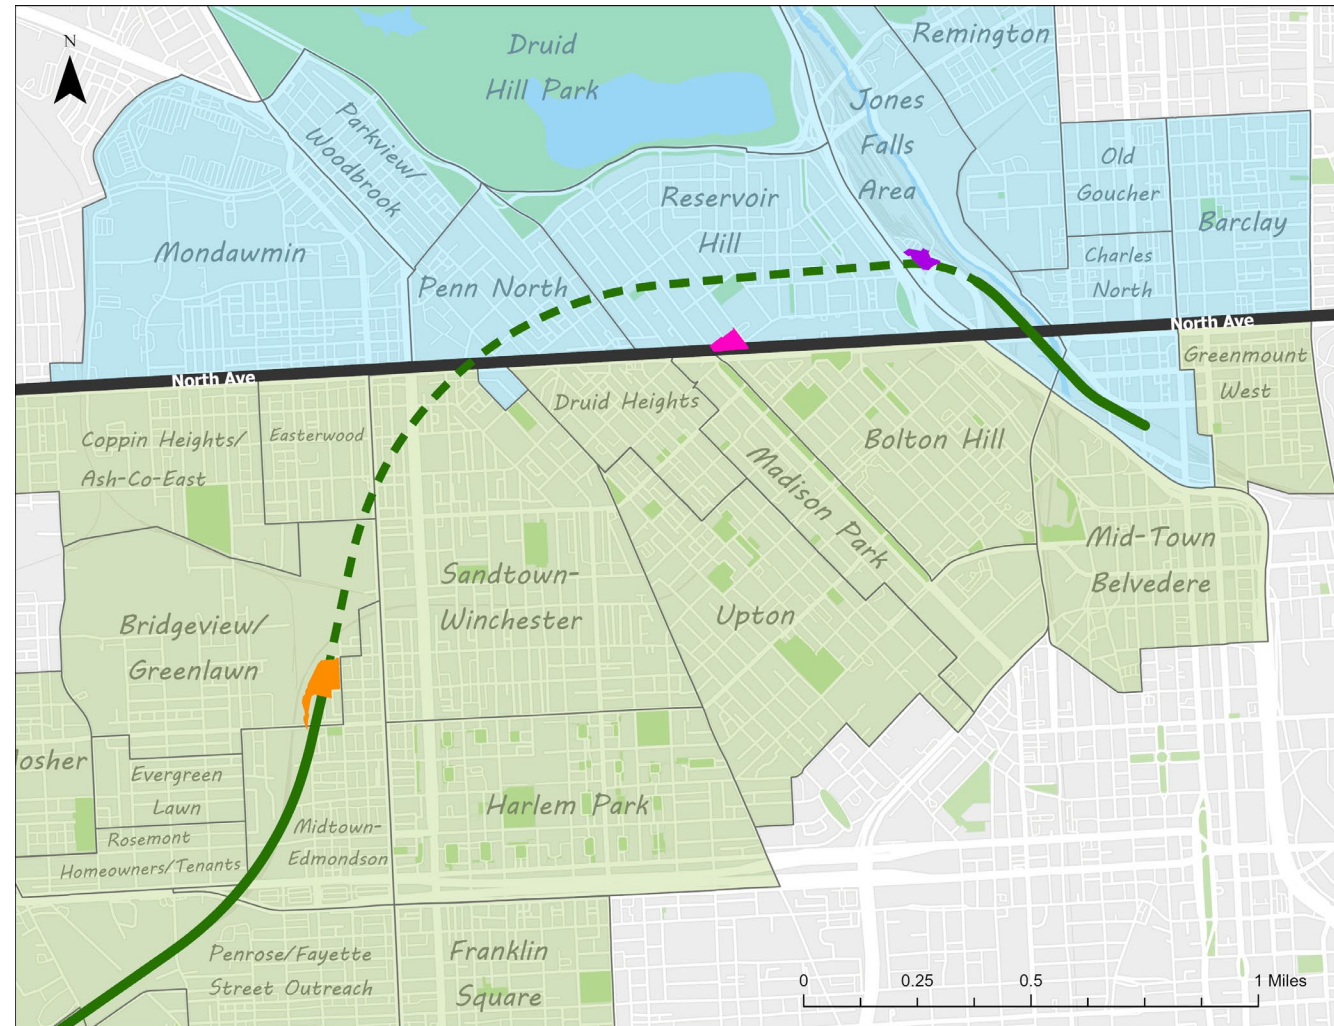 N
Druid
Hill Park
Remington
Jones
Falls
Area
Parkview/
Woodbrook
Old
Goucher
Reservoir
Hill
Barclay
Mondawmin
Charles
North
Penn North
North Ave
North Ave
Greenmount
West
Druid Heights
Coppin Heights/
Ash-Co-East
Easterwood
Bolton Hill
Madison Park
Mid-Town
Belvedere
Sandtown-
Winchester
Upton
Bridgeview/
Greenlawn
osher
Evergreen
Lawn
Harlem Park
Midtown-
Edmondson
Rosemont
Homeowners/Tenants
Penrose/Fayette
Street Outreach
Franklin
Square
0 0.25 0.5 1 Miles